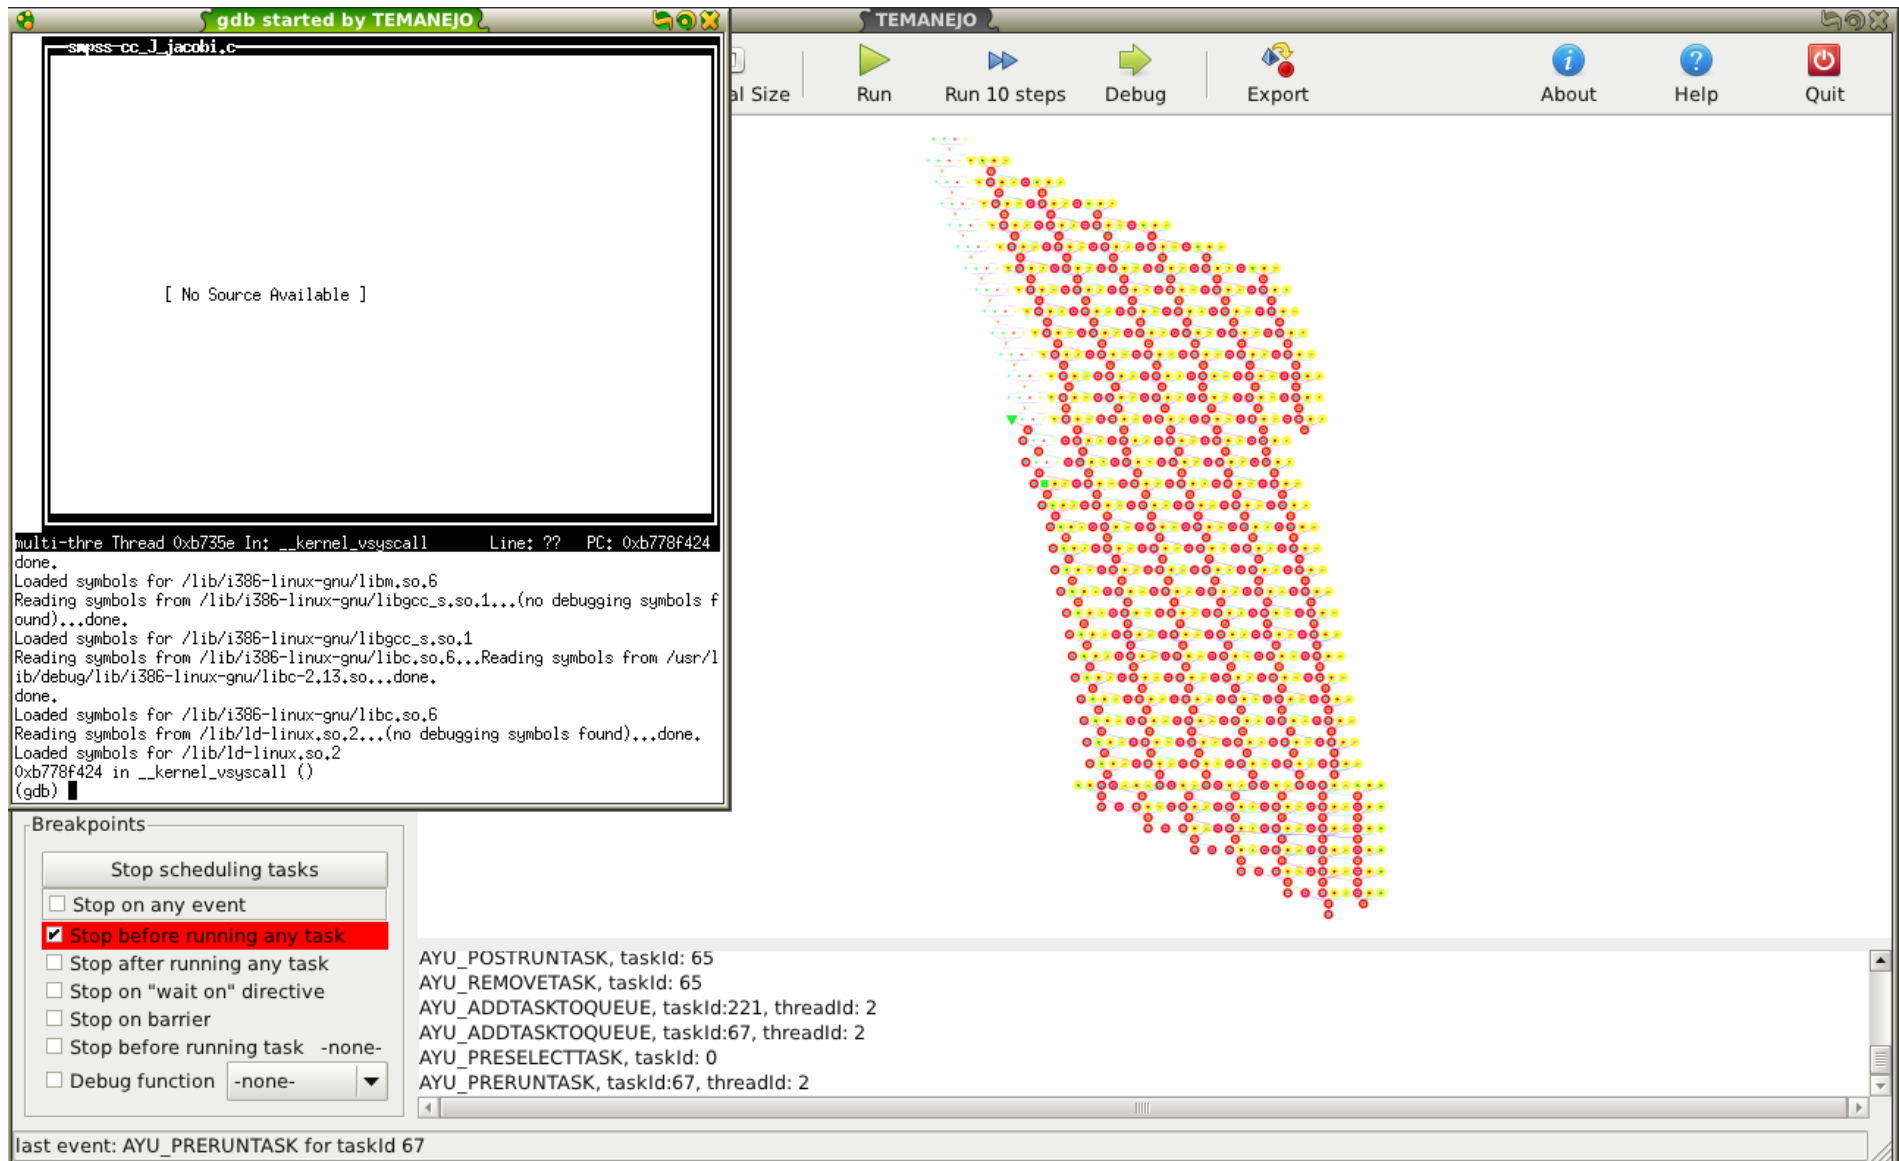 gdb started by TEMANEJO
TEMANEJO
smpss-cc_J_jacobi.c
[ No Source Available ]
al Size
Run
Run 10 steps
Debug
Export
About
Help
Quit
multi-thre Thread 0xb735e In: __kernel_vsyscall Line: ?? PC: 0xb778f424
done.
Loaded symbols for /lib/i386-linux-gnu/libm.so.6
Reading symbols from /lib/i386-linux-gnu/libgcc_s.so.1...(no debugging symbols f
ound)...done.
Loaded symbols for /lib/i386-linux-gnu/libgcc_s.so.1
Reading symbols from /lib/i386-linux-gnu/libc.so.6...Reading symbols from /usr/l
ib/debug/lib/i386-linux-gnu/libc-2.13.so...done.
done.
Loaded symbols for /lib/i386-linux-gnu/libc.so.6
Reading symbols from /lib/ld-linux.so.2...(no debugging symbols found)...done.
Loaded symbols for /lib/ld-linux.so.2
0xb778f424 in __kernel_vsyscall ()
(gdb)
Breakpoints
Stop scheduling tasks
Stop on any event
Stop before running any task
Stop after running any task
Stop on "wait on" directive
Stop on barrier
Stop before running task -none-
Debug function -none-
AYU_POSTRUNTASK, taskId: 65
AYU_REMOVETASK, taskId: 65
AYU_ADDTASKTOQUEUE, taskId:221, threadId: 2
AYU_ADDTASKTOQUEUE, taskId:67, threadId: 2
AYU_PRESELECTTASK, taskId: 0
AYU_PRERUNTASK, taskId:67, threadId: 2
last event: AYU_PRERUNTASK for taskId 67